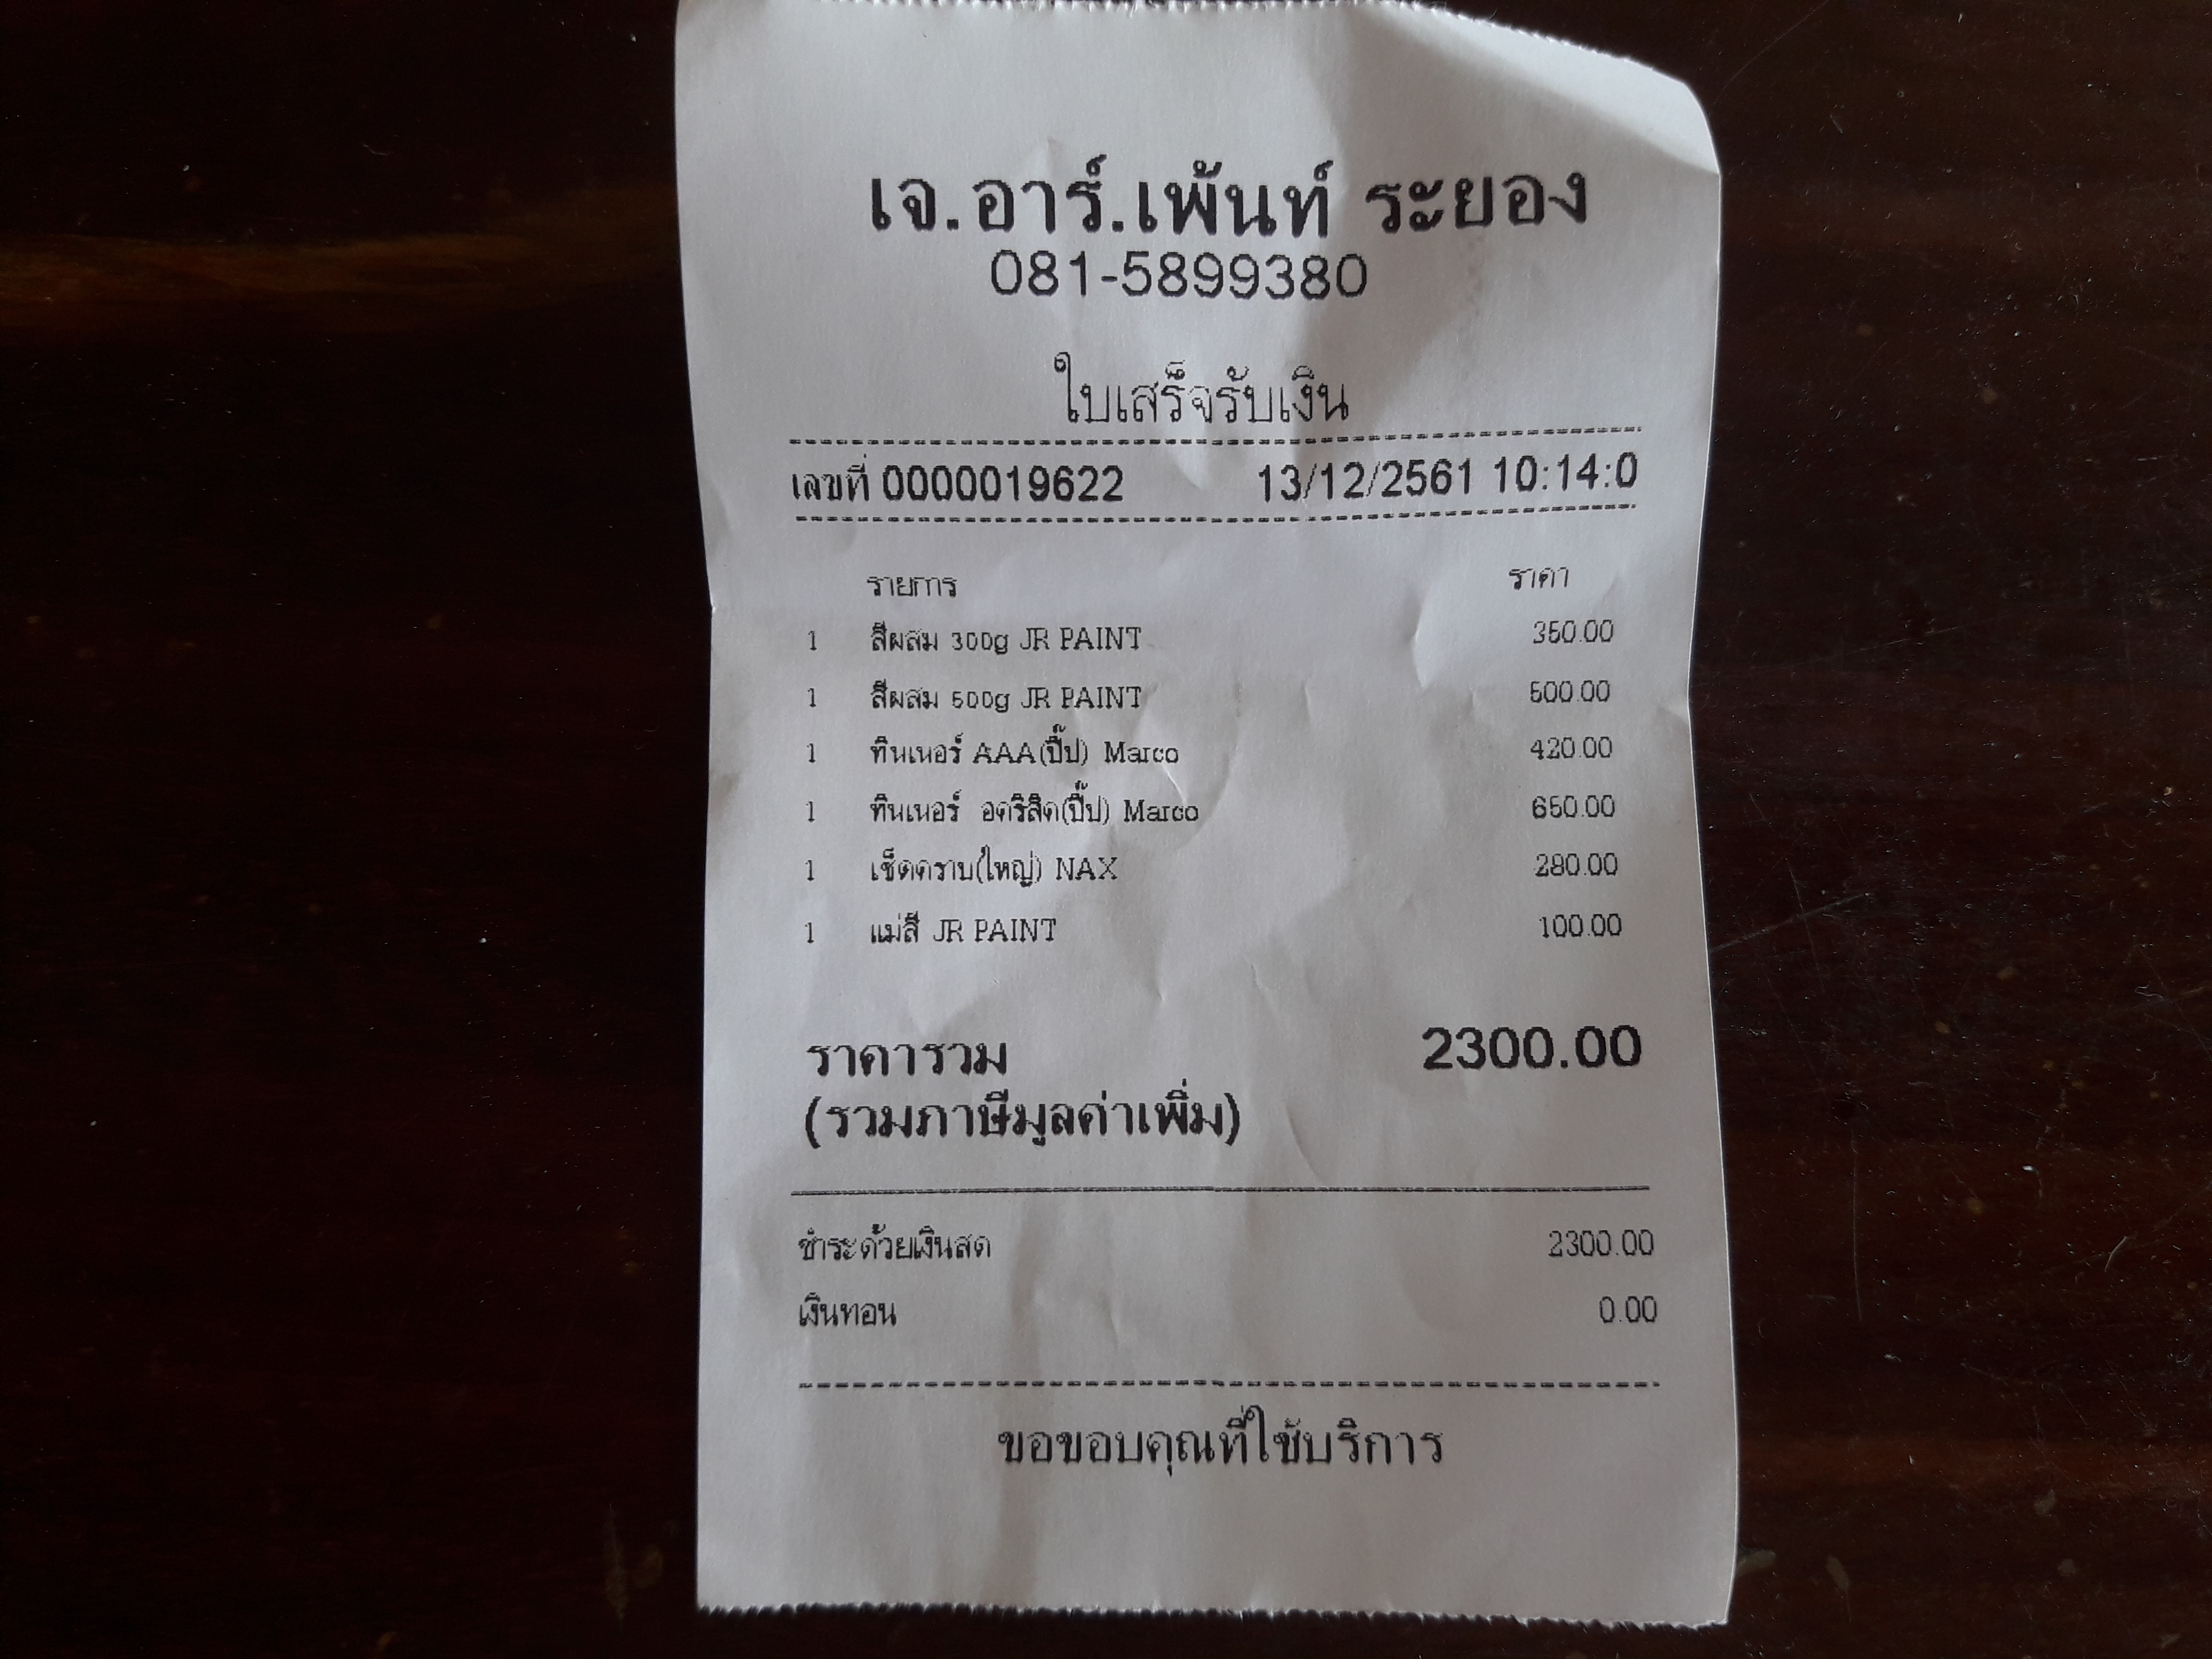 เจ.อาร์.เพ้นท์ ระยอง
081-5899380
ใบเสร็จรับเงิน
เลขที่ 0000019622 13/12/2561 10:14:0
รายการ ราคา
1 สีผสม 300g JR PAINT 350.00
1 สีผสม 500g JR PAINT 500.00
1 ทินเนอร์ AAA(ปี๊ป) Marco 420.00
1 ทินเนอร์ อคริลิค(ปี๊ป) Marco 650.00
1 เช็ดคราบ(ใหญ่) NAX 280.00
1 แม่สี JR PAINT 100.00
ราคารวม 2300.00
(รวมภาษีมูลค่าเพิ่ม)
ชำระด้วยเงินสด 2300.00
เงินทอน 0.00
ขอขอบคุณที่ใช้บริการ